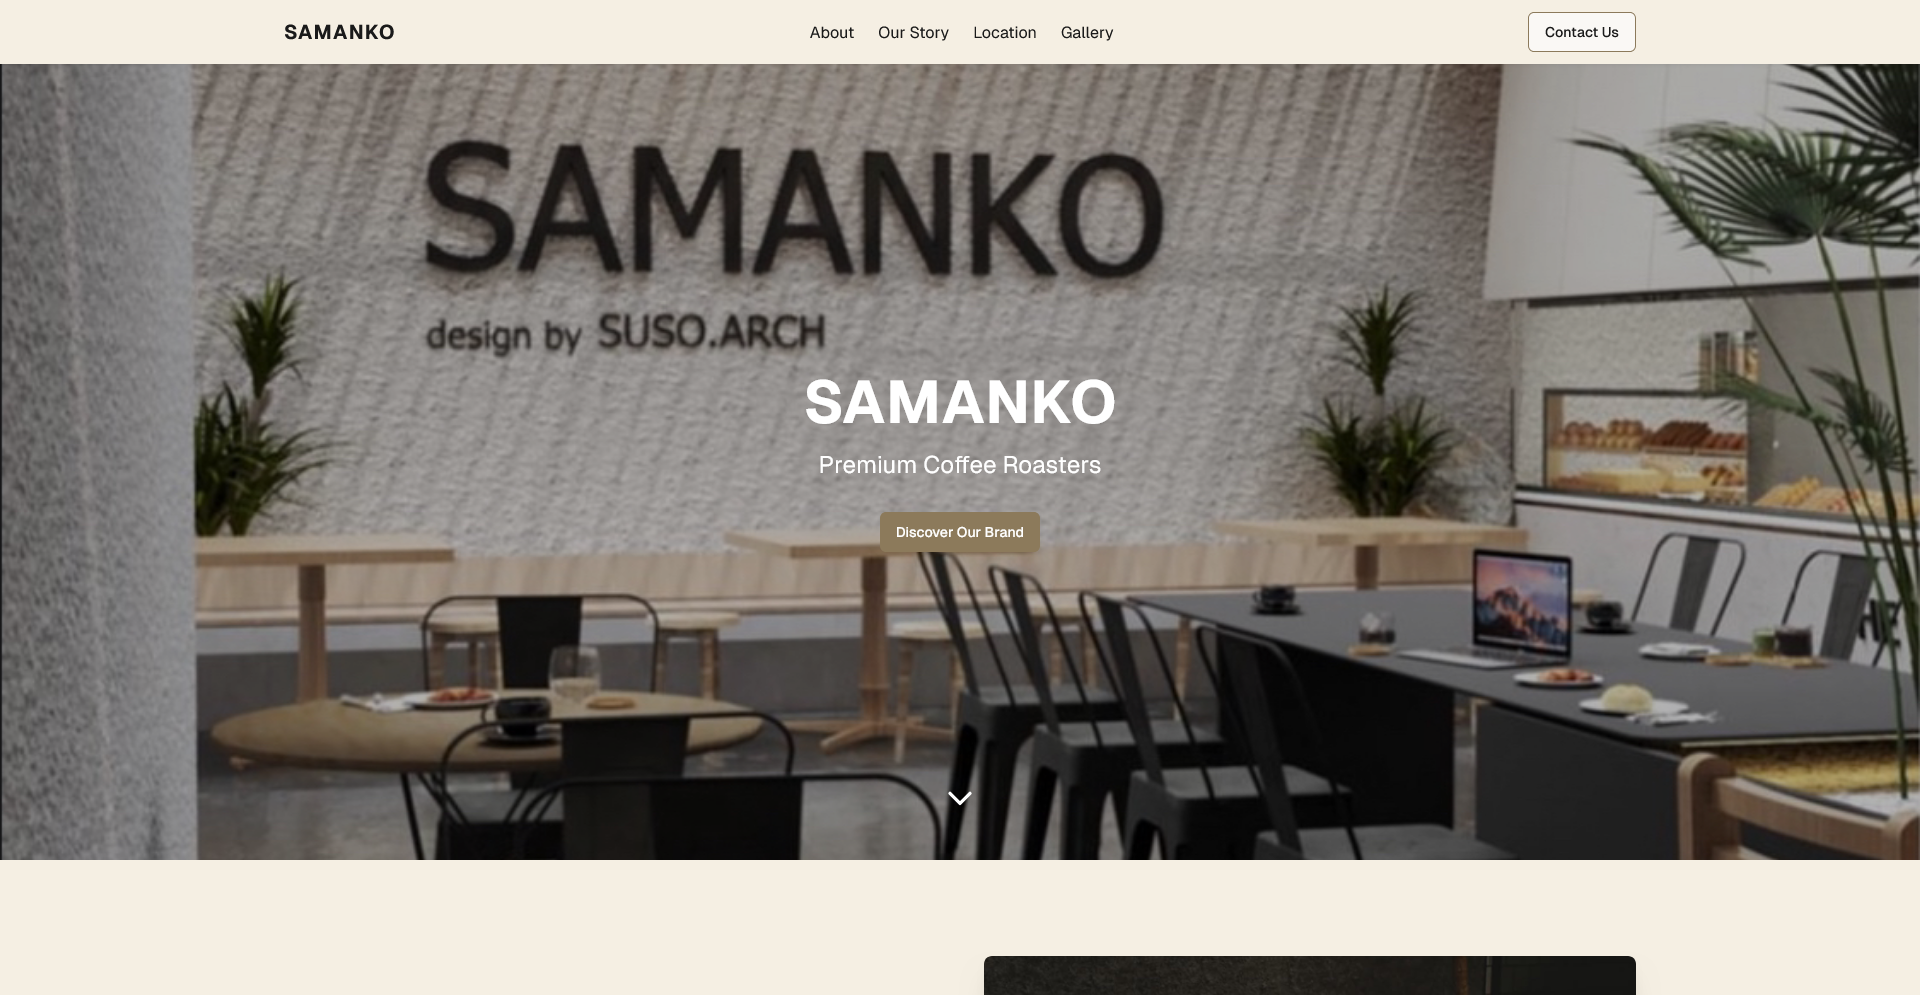 SAMANKO
About
Our Story
Location
Gallery
Contact Us
SAMANKO
design by SUSO.ARCH
SAMANKO
Premium Coffee Roasters
Discover Our Brand